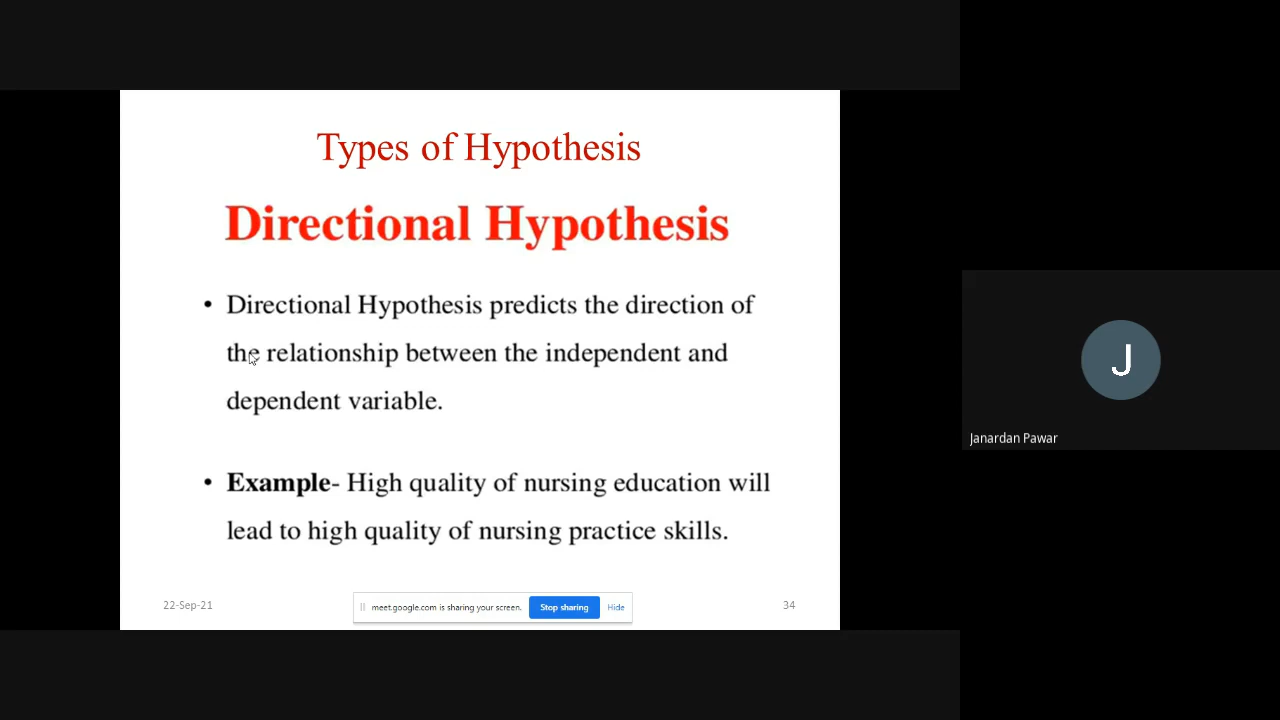 Types of Hypothesis
Directional Hypothesis
• Directional Hypothesis predicts the direction of
the relationship between the independent and
dependent variable.
• Example- High quality of nursing education will
lead to high quality of nursing practice skills.
22-Sep-21
meet.google.com is sharing your screen. Stop sharing Hide
34
J
Janardan Pawar